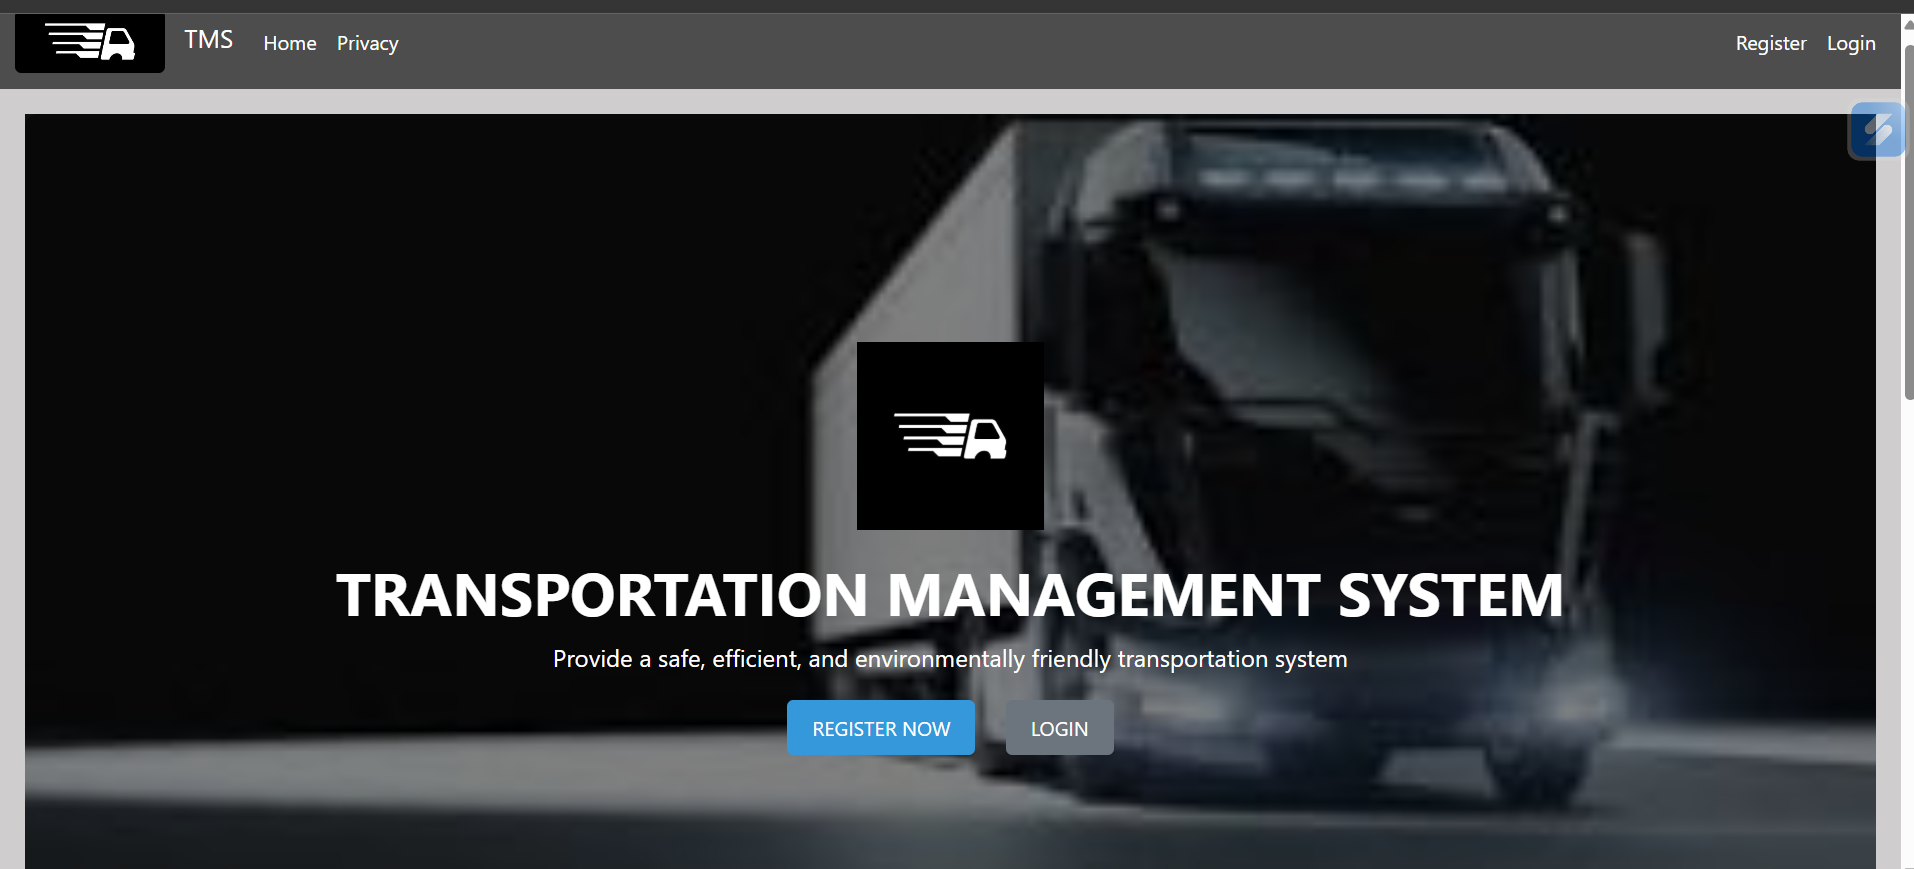 TMS Home Privacy Register Login
TRANSPORTATION MANAGEMENT SYSTEM
Provide a safe, efficient, and environmentally friendly transportation system
REGISTER NOW LOGIN